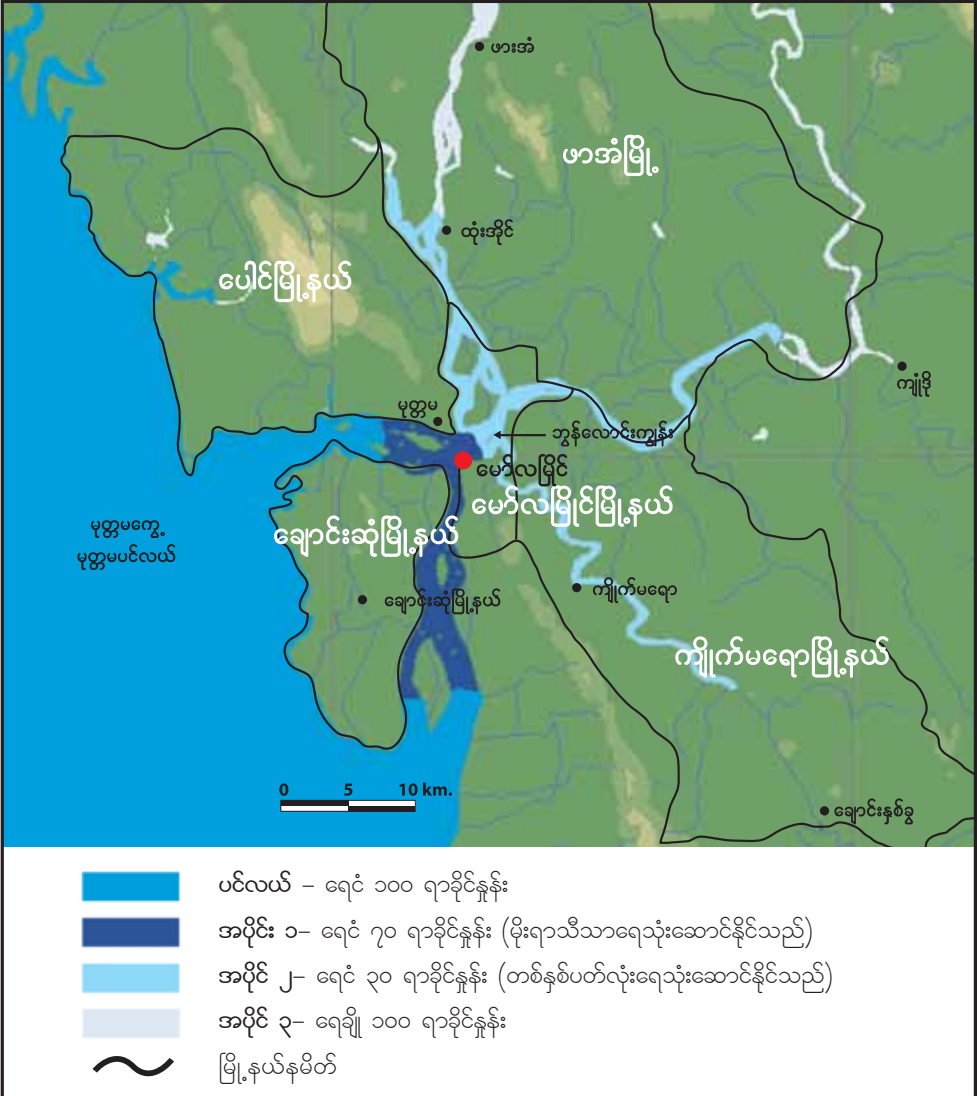 ဖားအံ
ဖာအံမြို့
ထုံးအိုင်
ပေါင်မြို့နယ်
ကျုံဒို
မုတ္တမ
ဘွန်လောင်းကျွန်း
မော်လမြိုင်
မော်လမြိုင်မြို့နယ်
မုတ္တမကွေ့
မုတ္တမပင်လယ်
ချောင်းဆုံမြို့နယ်
ချောင်းဆုံမြို့နယ်
ကျိုက်မရော
ကျိုက်မရောမြို့နယ်
0 5 10 km.
ချောင်းနှစ်ခွ
ပင်လယ် – ရေငံ ၁၀၀ ရာခိုင်နှုန်း
အပိုင်း ၁– ရေငံ ၇၀ ရာခိုင်နှုန်း (မိုးရာသီသာရေသုံးဆောင်နိုင်သည်)
အပိုင် ၂– ရေငံ ၃၀ ရာခိုင်နှုန်း (တစ်နှစ်ပတ်လုံးရေသုံးဆောင်နိုင်သည်)
အပိုင် ၃– ရေချို ၁၀၀ ရာခိုင်နှုန်း
မြို့နယ်နမိတ်